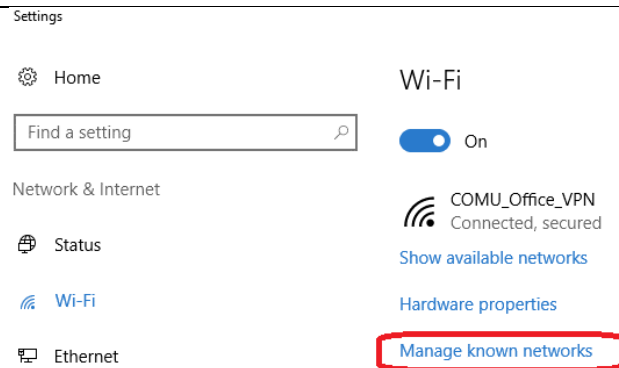 Settings
Home
Find a setting
Network & Internet
Status
Wi-Fi
Ethernet
Wi-Fi
On
COMU_Office_VPN
Connected, secured
Show available networks
Hardware properties
Manage known networks